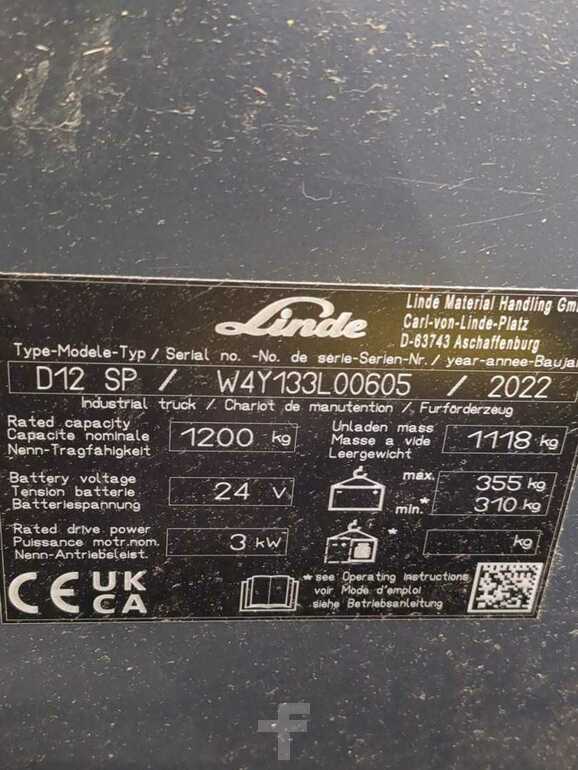 Linde
Linde Material Handling Gm
Carl-von-Linde-Platz
D-63743 Aschaffenburg
Type-Modele-Typ / Serial no. -No. de série-Serien-Nr. / year-annee-Baujah
D12 SP / W4Y133L00605 / 2022
Industrial truck / Chariot de manutention / Furförderzeug
Rated capacity
Capacite nominale
Nenn-Tragfähigkeit
1200 kg
Unladen mass
Masse a vide
Leergewicht
1118 kg
Battery voltage
Tension batterie
Batteriespannung
24 V
max. 355 kg
min.* 310 kg
Rated drive power
Puissance motr.nom.
Nenn-Antriebsleist.
3 kW
* kg
CE UK
CA
* see Operating Instructions
voir Mode d'emploi
siehe Betriebsanleitung
f